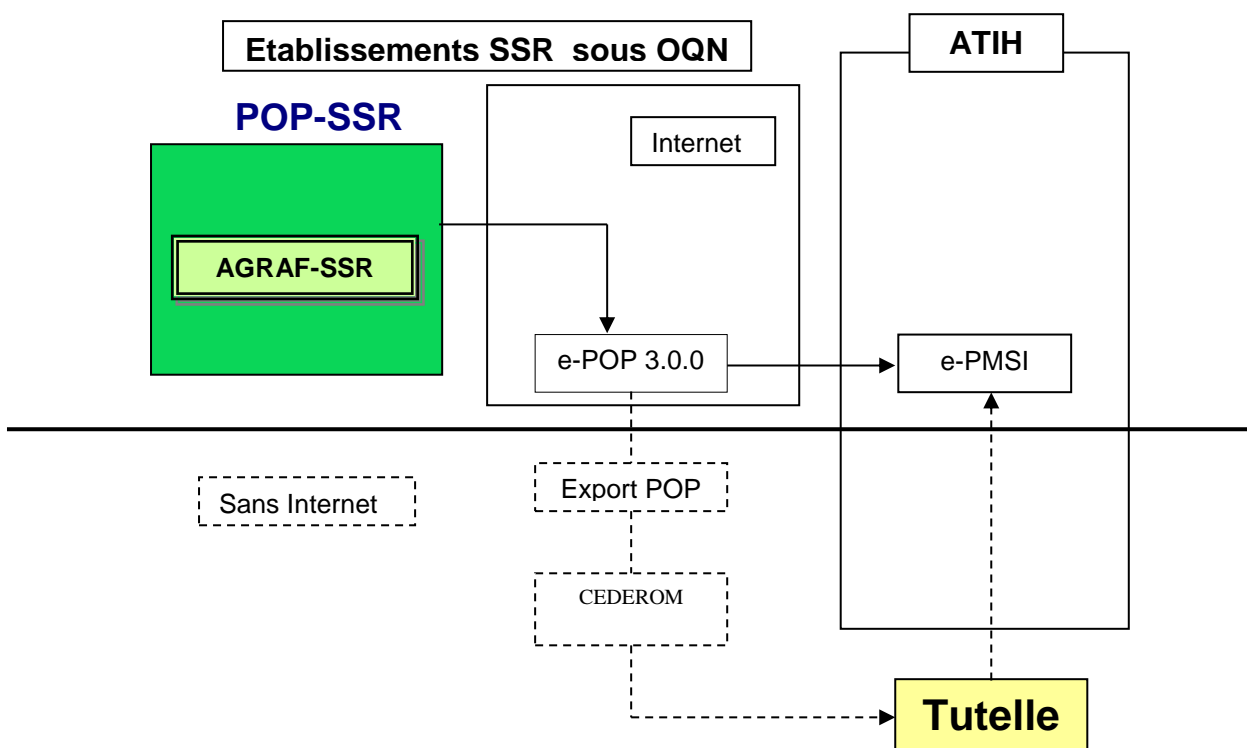 Etablissements SSR sous OQN
ATIH
POP-SSR
Internet
AGRAF-SSR
e-POP 3.0.0
e-PMSI
Sans Internet
Export POP
CEDEROM
Tutelle